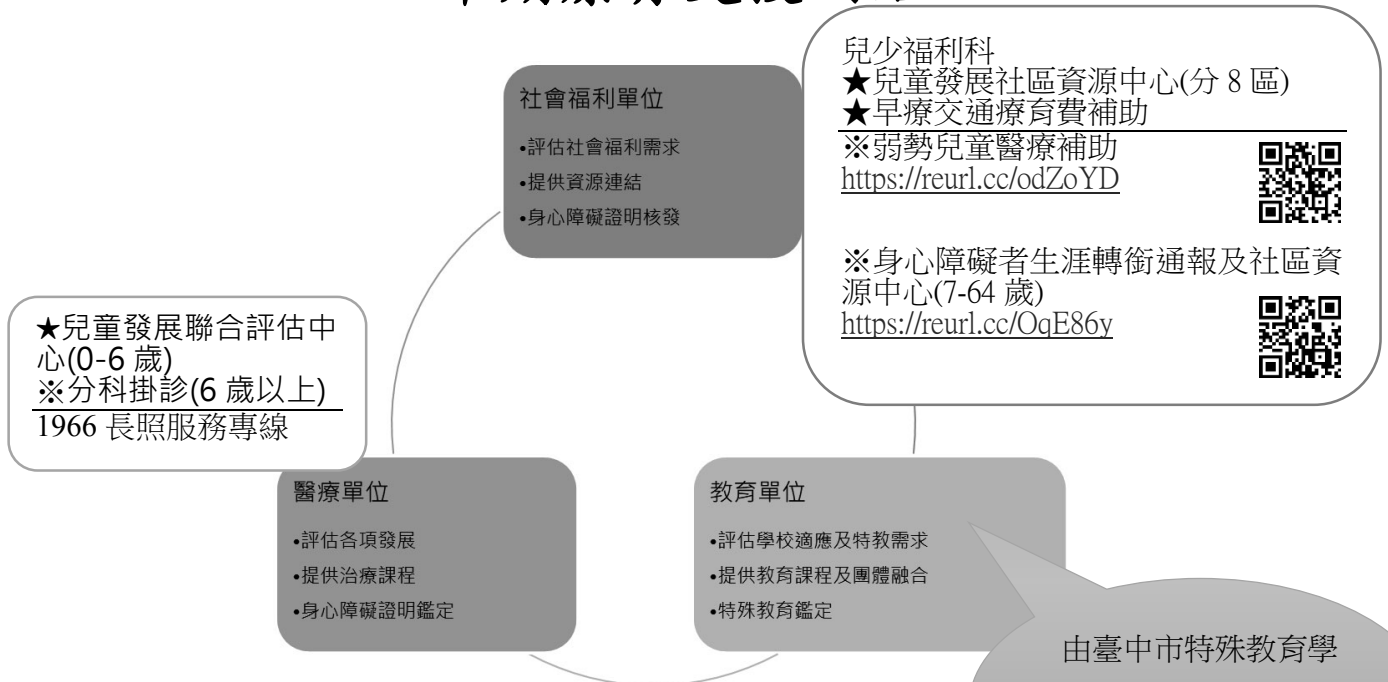 社會福利單位
•評估社會福利需求
•提供資源連結
•身心障礙證明核發
兒少福利科
★兒童發展社區資源中心(分 8 區)
★早療交通療育費補助
※弱勢兒童醫療補助
https://reurl.cc/odZoYD
※身心障礙者生涯轉銜通報及社區資
源中心(7-64 歲)
https://reurl.cc/OqE86y
★兒童發展聯合評估中
心(0-6 歲)
※分科掛診(6 歲以上)
1966 長照服務專線
醫療單位
•評估各項發展
•提供治療課程
•身心障礙證明鑑定
教育單位
•評估學校適應及特教需求
•提供教育課程及團體融合
•特殊教育鑑定
由臺中市特殊教育學